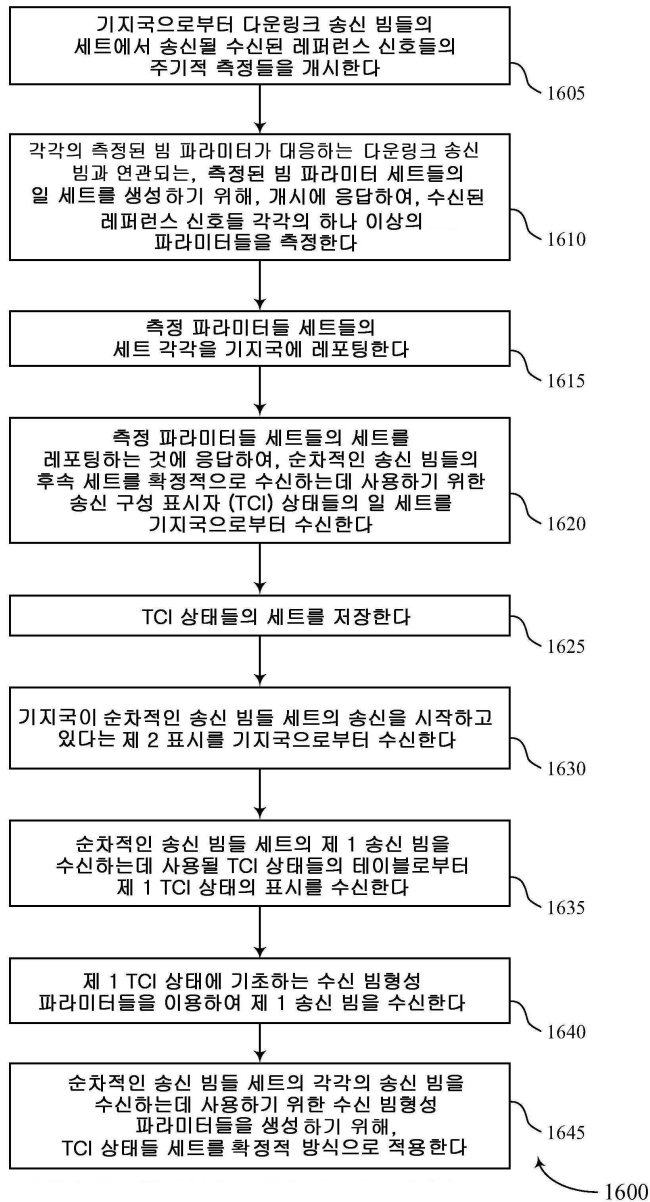 기지국으로부터 다운링크 송신 빔들의
세트에서 송신될 수신된 레퍼런스 신호들의
주기적 측정들을 개시한다
1605
각각의 측정된 빔 파라미터가 대응하는 다운링크 송신
빔과 연관되는, 측정된 빔 파라미터 세트들의
일 세트를 생성하기 위해, 개시에 응답하여, 수신된
레퍼런스 신호들 각각의 하나 이상의
파라미터들을 측정한다
1610
측정 파라미터들 세트들의
세트 각각을 기지국에 레포팅한다
1615
측정 파라미터들 세트들의 세트를
레포팅하는 것에 응답하여, 순차적인 송신 빔들의
후속 세트를 확정적으로 수신하는데 사용하기 위한
송신 구성 표시자 (TCI) 상태들의 일 세트를
기지국으로부터 수신한다
1620
TCI 상태들의 세트를 저장한다
1625
기지국이 순차적인 송신 빔들 세트의 송신을 시작하고
있다는 제 2 표시를 기지국으로부터 수신한다
1630
순차적인 송신 빔들 세트의 제 1 송신 빔을
수신하는데 사용될 TCI 상태들의 테이블로부터
제 1 TCI 상태의 표시를 수신한다
1635
제 1 TCI 상태에 기초하는 수신 빔형성
파라미터들을 이용하여 제 1 송신 빔을 수신한다
1640
순차적인 송신 빔들 세트의 각각의 송신 빔을
수신하는데 사용하기 위한 수신 빔형성
파라미터들을 생성하기 위해,
TCI 상태들 세트를 확정적 방식으로 적용한다
1645
1600